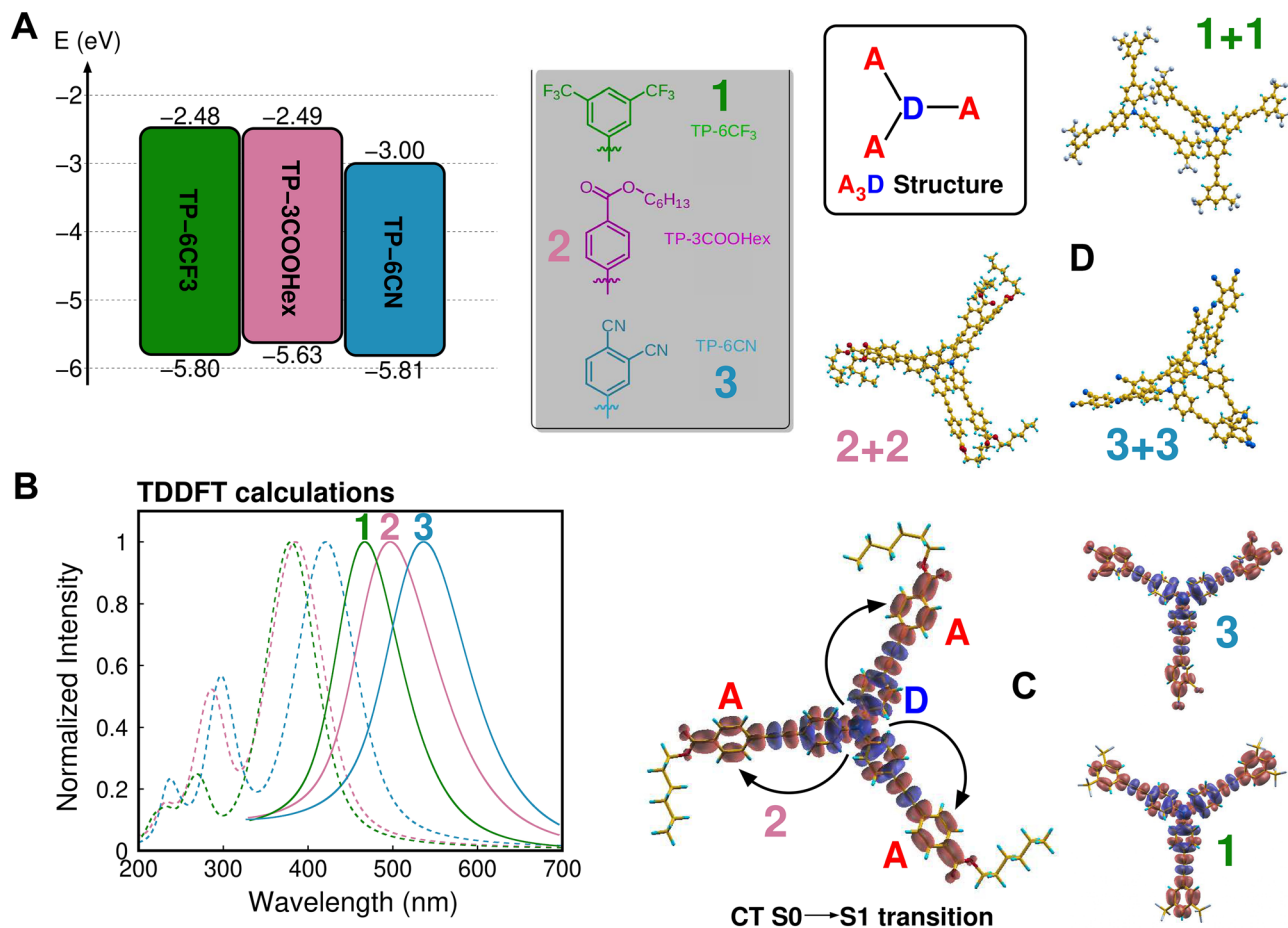 A
E (eV)
−2
−3
−4
−5
−6
−2.48
−2.49
−3.00
TP−6CF3
TP−3COOHex
TP−6CN
−5.80
−5.63
−5.81
F₃C
CF₃
1
TP-6CF₃
O
O
C₆H₁₃
2
TP-3COOHex
CN
CN
TP-6CN
3
A
D
A
A
A₃D Structure
1+1
D
2+2
3+3
B
TDDFT calculations
1
2
3
Normalized Intensity
1
0.8
0.6
0.4
0.2
0
200
300
400
500
600
700
Wavelength (nm)
A
A
D
A
2
CT S0→S1 transition
C
3
1